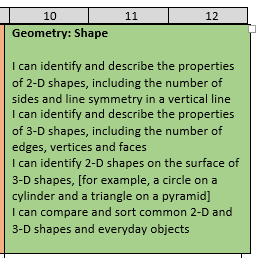 10 11 12
Geometry: Shape
I can identify and describe the properties
of 2-D shapes, including the number of
sides and line symmetry in a vertical line
I can identify and describe the properties
of 3-D shapes, including the number of
edges, vertices and faces
I can identify 2-D shapes on the surface of
3-D shapes, [for example, a circle on a
cylinder and a triangle on a pyramid]
I can compare and sort common 2-D and
3-D shapes and everyday objects